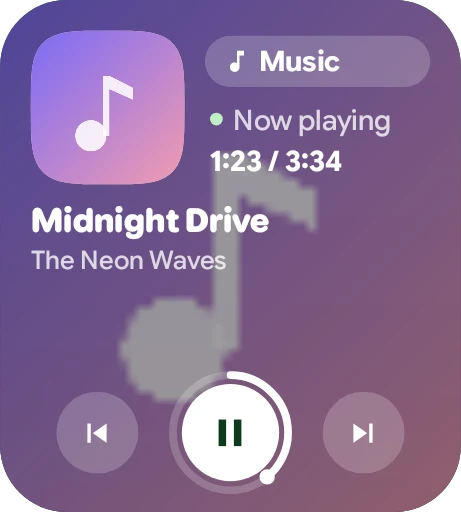 Music
Now playing
1:23 / 3:34
Midnight Drive
The Neon Waves